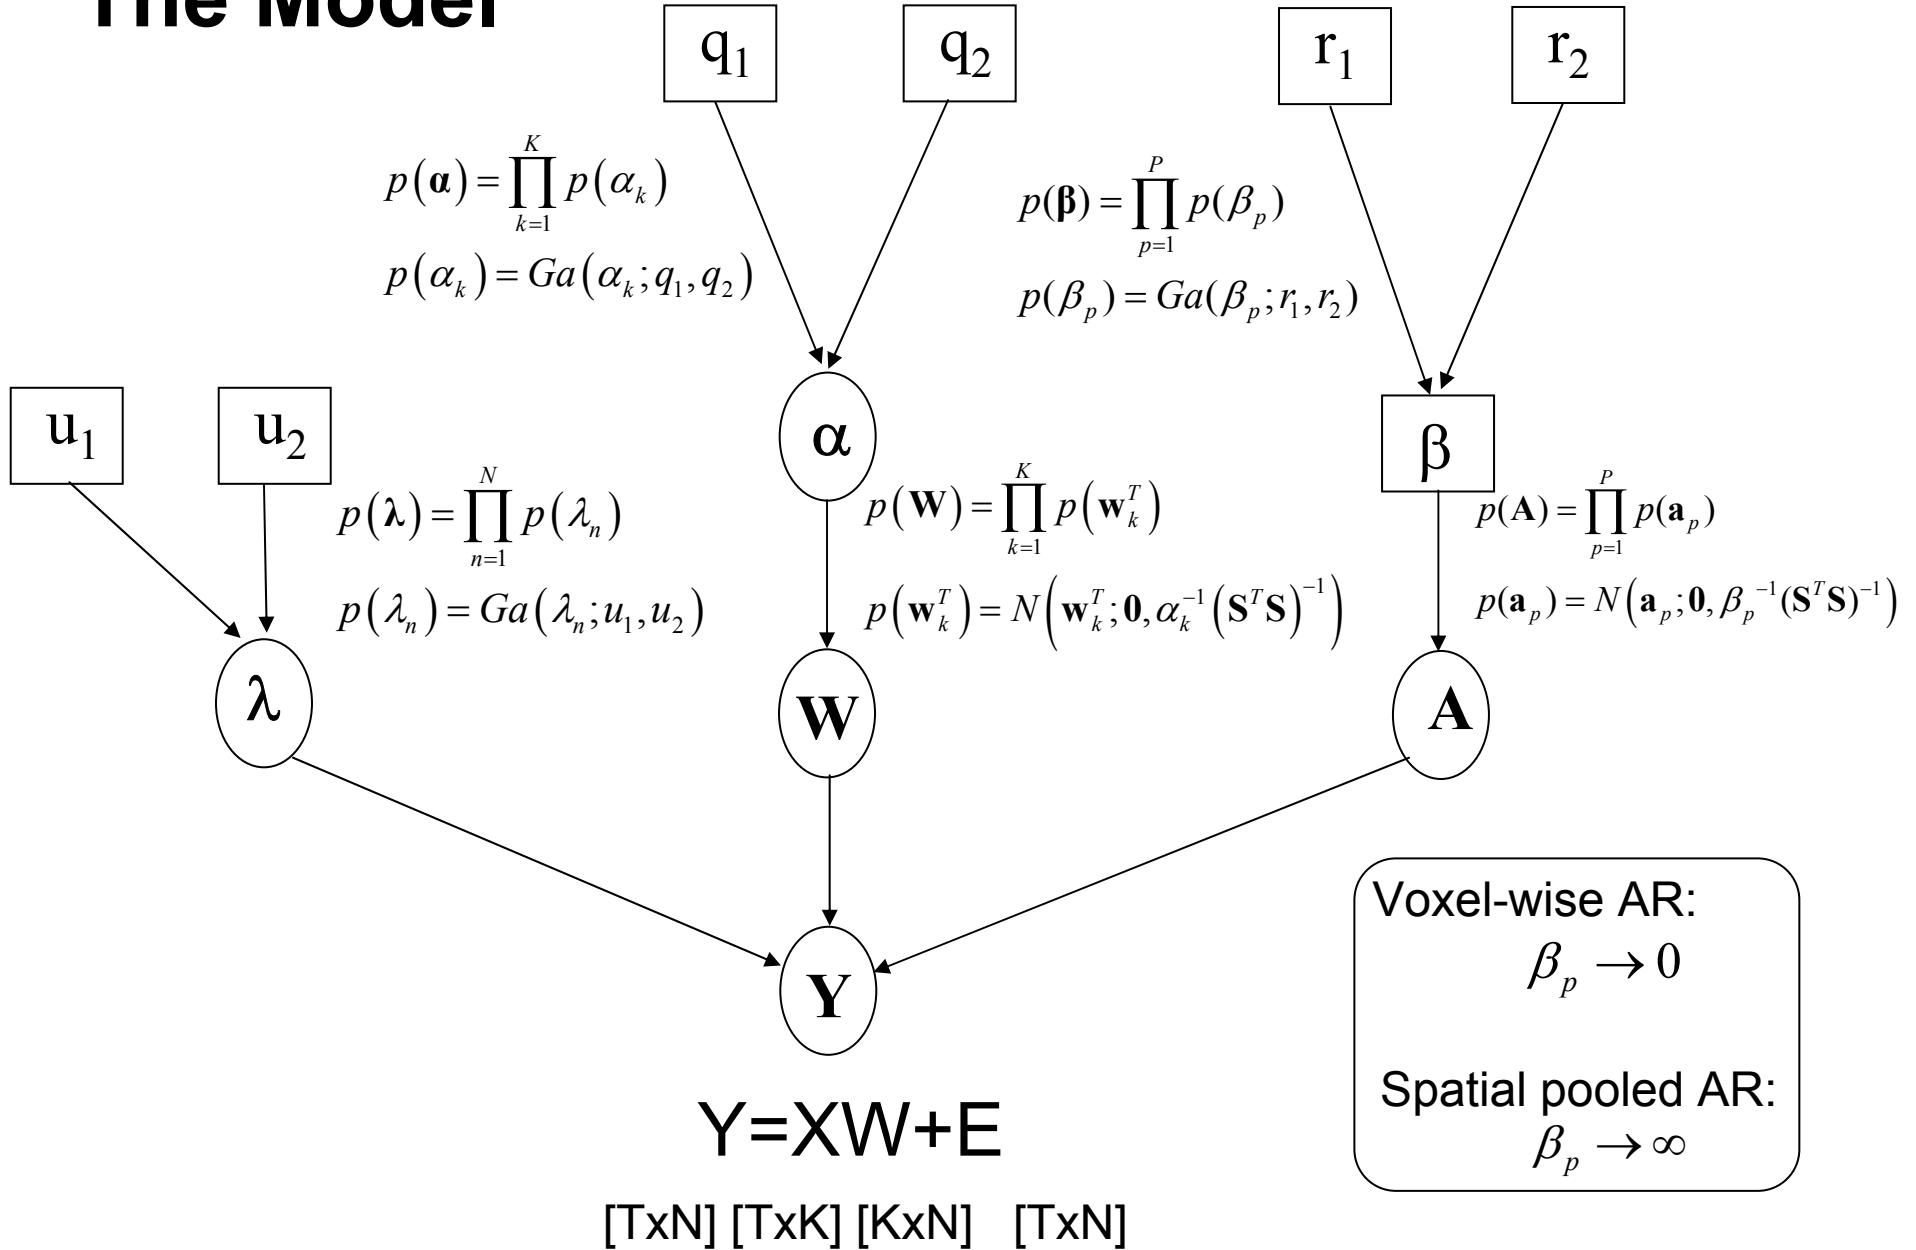 The Model
q₁ q₂ r₁ r₂
p(α) = ∏_{k=1}^{K} p(α_k)
p(α_k) = Ga(α_k; q₁, q₂)
p(β) = ∏_{p=1}^{P} p(β_p)
p(β_p) = Ga(β_p; r₁, r₂)
u₁ u₂ α β
p(λ) = ∏_{n=1}^{N} p(λ_n)
p(λ_n) = Ga(λ_n; u₁, u₂)
p(W) = ∏_{k=1}^{K} p(w_k^T)
p(w_k^T) = N(w_k^T; 0, α_k^{-1} (S^T S)^{-1})
p(A) = ∏_{p=1}^{P} p(a_p)
p(a_p) = N(a_p; 0, β_p^{-1} (S^T S)^{-1})
λ W A
Y
Voxel-wise AR:
β_p → 0
Spatial pooled AR:
β_p → ∞
Y=XW+E
[TxN] [TxK] [KxN] [TxN]